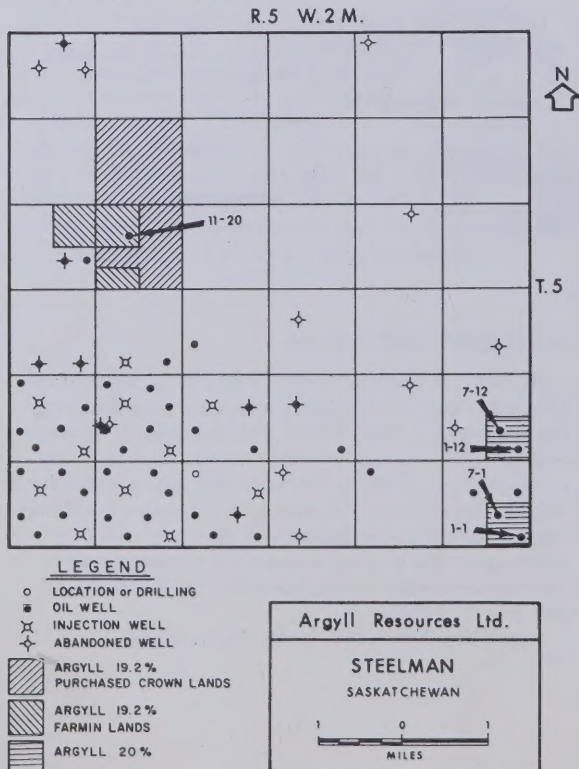 R.5 W.2 M.
N
11-20
T.5
7-12
1-12
7-1
1-1
LEGEND
LOCATION or DRILLING
OIL WELL
INJECTION WELL
ABANDONED WELL
ARGYLL 19.2%
PURCHASED CROWN LANDS
ARGYLL 19.2%
FARMIN LANDS
ARGYLL 20%
Argyll Resources Ltd.
STEELMAN
SASKATCHEWAN
1 0 1
MILES